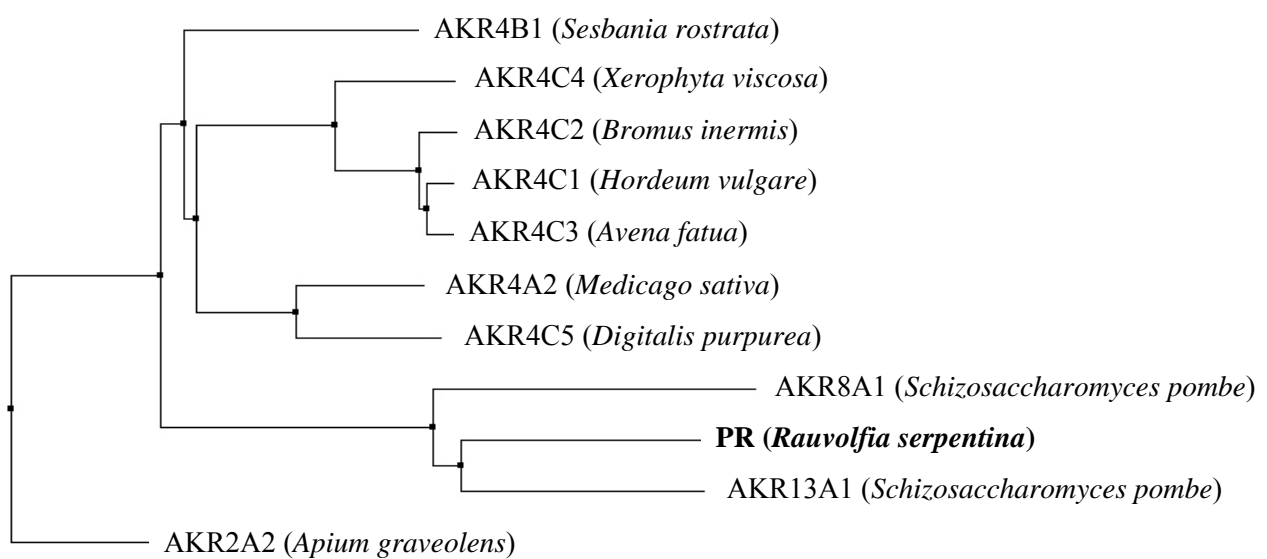 AKR4B1 (Sesbania rostrata)
AKR4C4 (Xerophyta viscosa)
AKR4C2 (Bromus inermis)
AKR4C1 (Hordeum vulgare)
AKR4C3 (Avena fatua)
AKR4A2 (Medicago sativa)
AKR4C5 (Digitalis purpurea)
AKR8A1 (Schizosaccharomyces pombe)
PR (Rauvolfia serpentina)
AKR13A1 (Schizosaccharomyces pombe)
AKR2A2 (Apium graveolens)